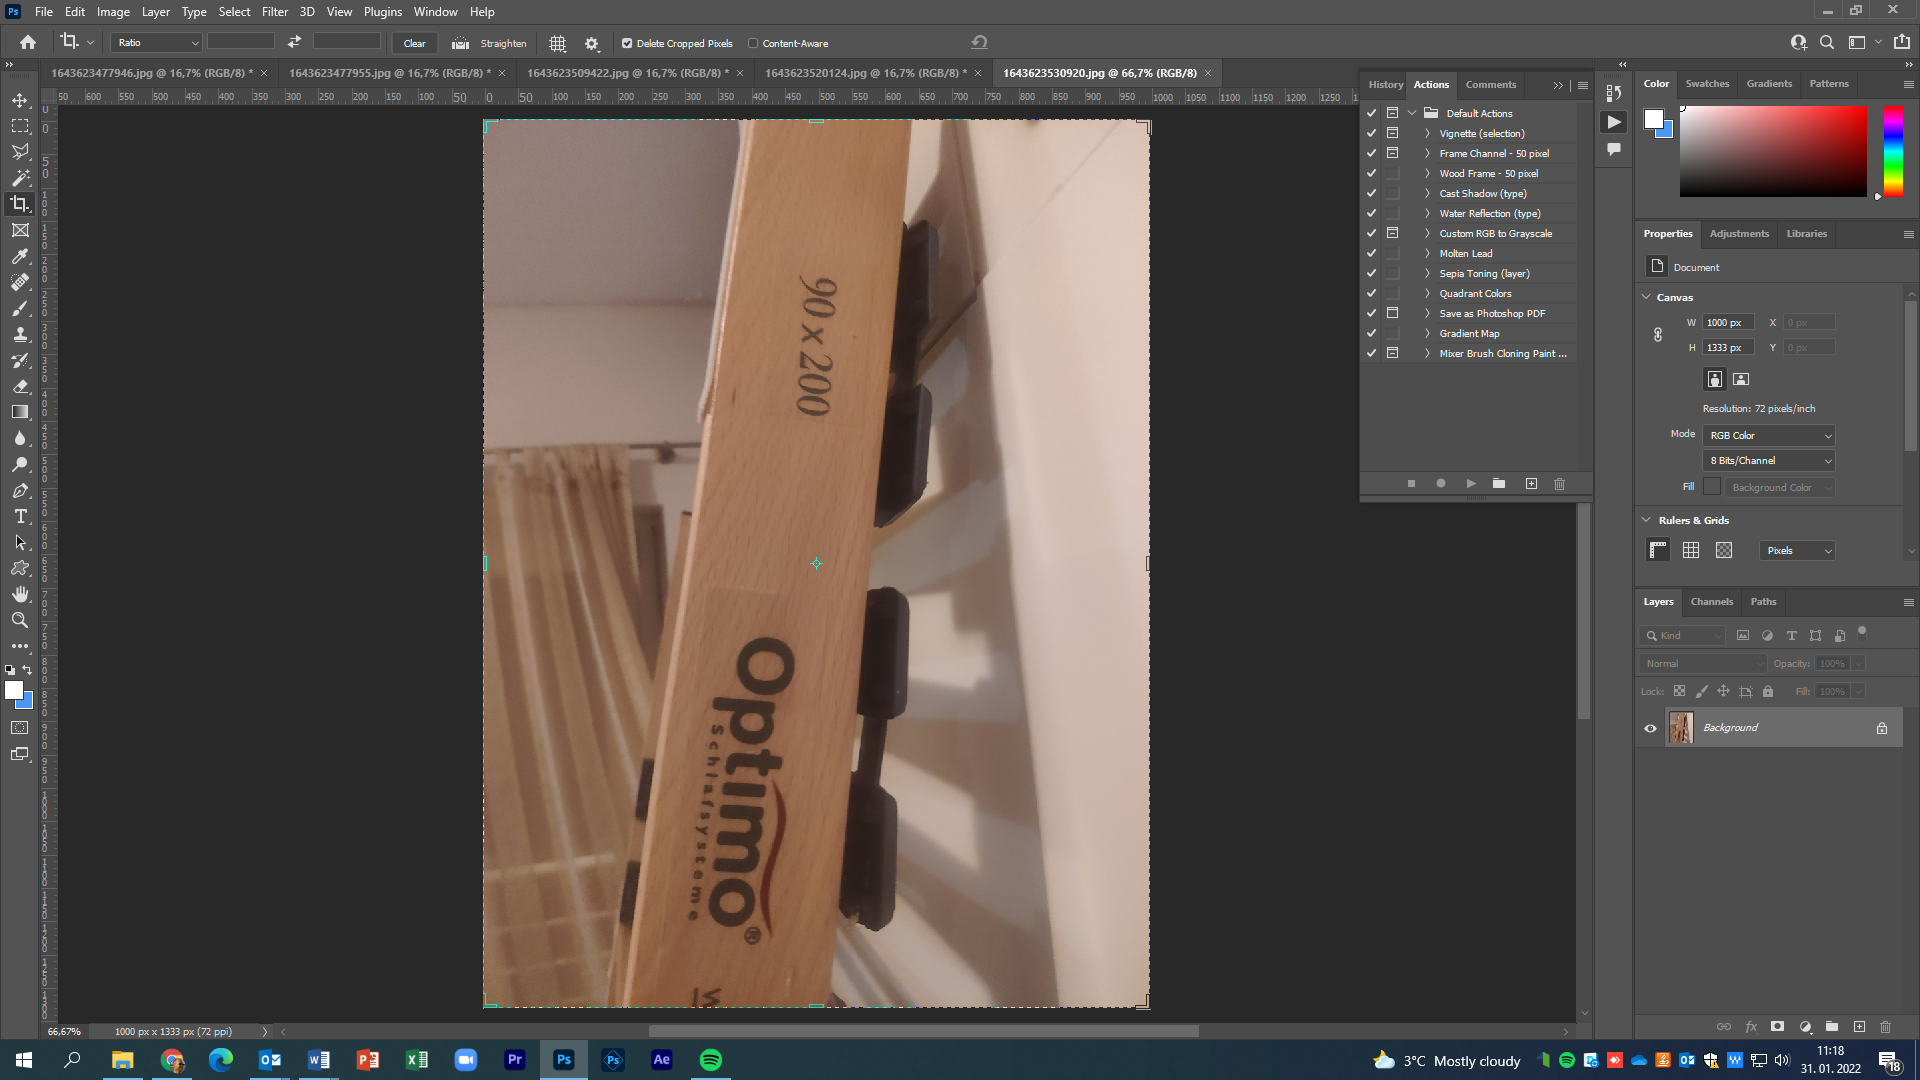 File Edit Image Layer Type Select Filter 3D View Plugins Window Help
Ratio Clear Straighten Delete Cropped Pixels Content-Aware
1643623477946.jpg @ 16,7% (RGB/8) * 1643623477955.jpg @ 16,7% (RGB/8) * 1643623509422.jpg @ 16,7% (RGB/8) * 1643623520124.jpg @ 16,7% (RGB/8) * 1643623530920.jpg @ 66,7% (RGB/8)
History Actions Comments
Default Actions
Vignette (selection)
Frame Channel - 50 pixel
Wood Frame - 50 pixel
Cast Shadow (type)
Water Reflection (type)
Custom RGB to Grayscale
Molten Lead
Sepia Toning (layer)
Quadrant Colors
Save as Photoshop PDF
Gradient Map
Mixer Brush Cloning Paint ...
Color Swatches Gradients Patterns
Properties Adjustments Libraries
Document
Canvas
W 1000 px X 0 px
H 1333 px Y 0 px
Resolution: 72 pixels/inch
Mode RGB Color
8 Bits/Channel
Fill Background Color
Rulers & Grids
Pixels
Layers Channels Paths
Kind
Normal Opacity: 100%
Lock: Fill: 100%
Background
90 x 200
Optimo®
Schlafsysteme
66,67% 1000 px x 1333 px (72 ppi)
3°C Mostly cloudy
11:18
31. 01. 2022
18